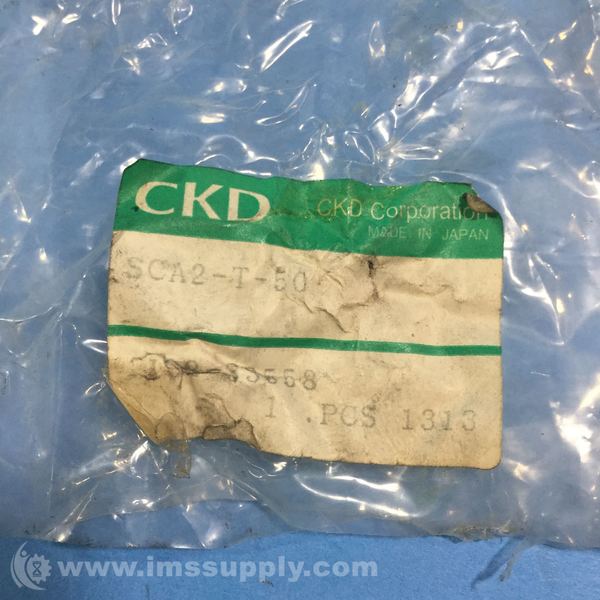 CKD
CKD Corporation
MADE IN JAPAN
SCA2-T-50
1 .PCS 1313
www.imssupply.com